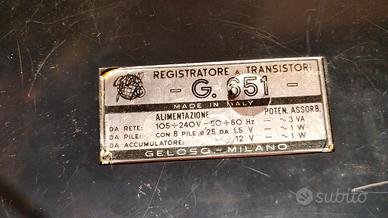 REGISTRATORE A TRANSISTORI
- G. 651 -
MADE IN ITALY
ALIMENTAZIONE POTEN. ASSORB.
DA RETE: 105÷240V - 50÷60 Hz - ~ 3 VA
DA PILE: CON 8 PILE ⌀ 25 DA 1.5 V - ~ 1 W
DA ACCUMULATORE: 12 V - ~ 1 W
GELOSO - MILANO
subito